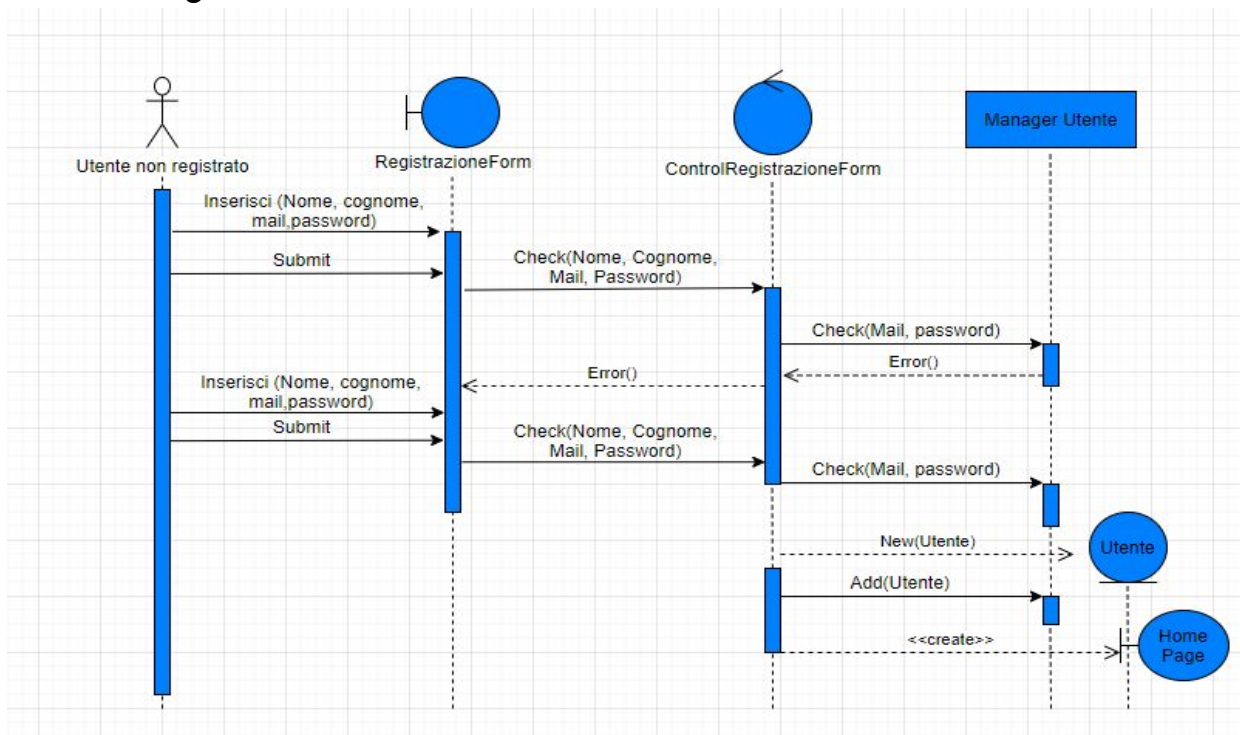 Manager Utente
Utente non registrato
RegistrazioneForm
ControlRegistrazioneForm
Inserisci (Nome, cognome,
mail,password)
Submit
Check(Nome, Cognome,
Mail, Password)
Check(Mail, password)
Error()
Error()
Inserisci (Nome, cognome,
mail,password)
Submit
Check(Nome, Cognome,
Mail, Password)
Check(Mail, password)
New(Utente)
Utente
Add(Utente)
<<create>>
Home
Page